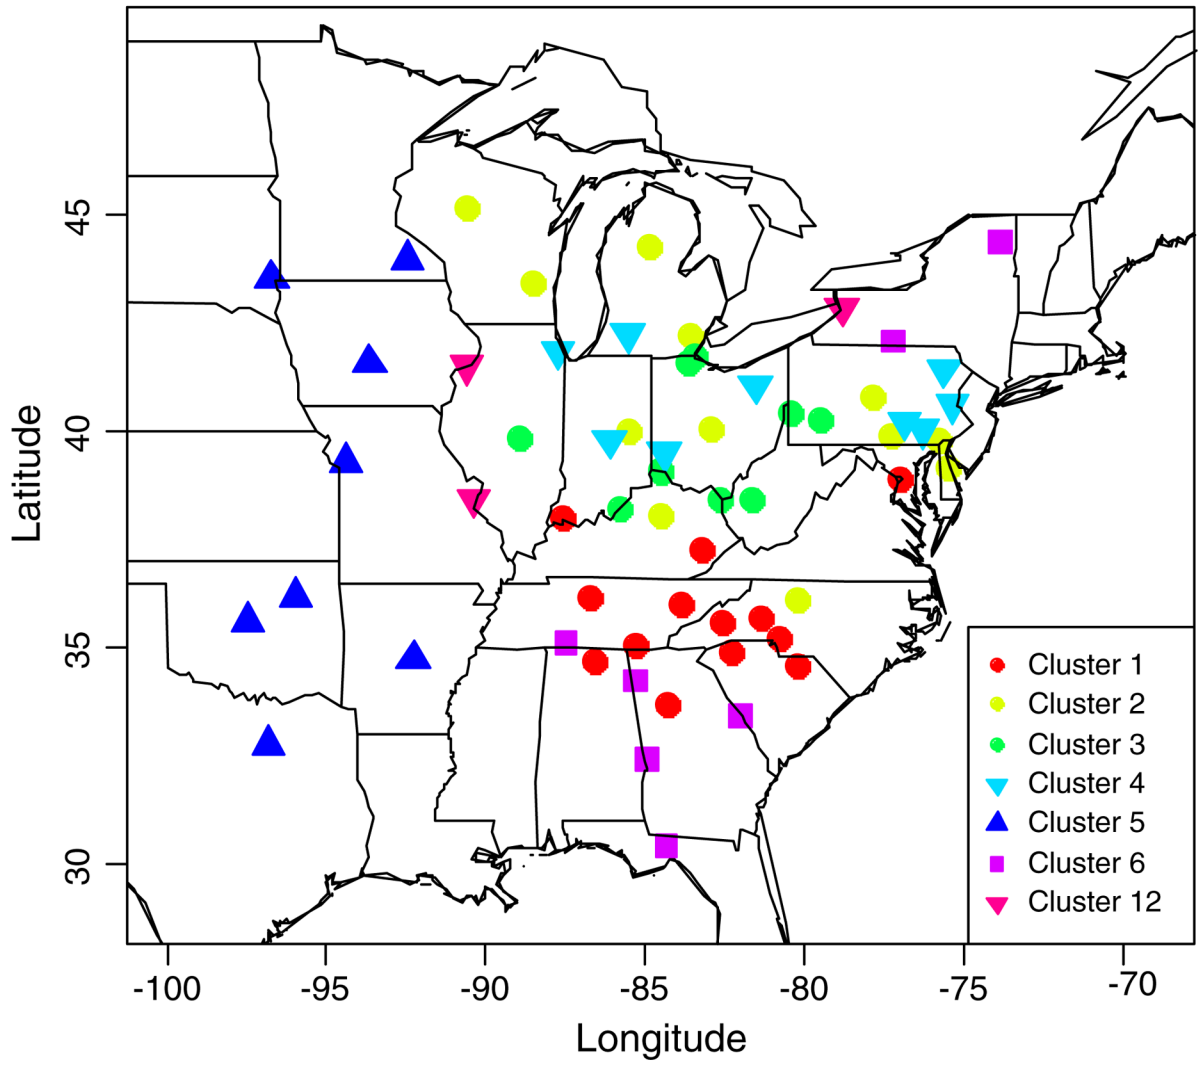 45
40
35
30
Latitude
Cluster 1
Cluster 2
Cluster 3
Cluster 4
Cluster 5
Cluster 6
Cluster 12
-100 -95 -90 -85 -80 -75 -70
Longitude